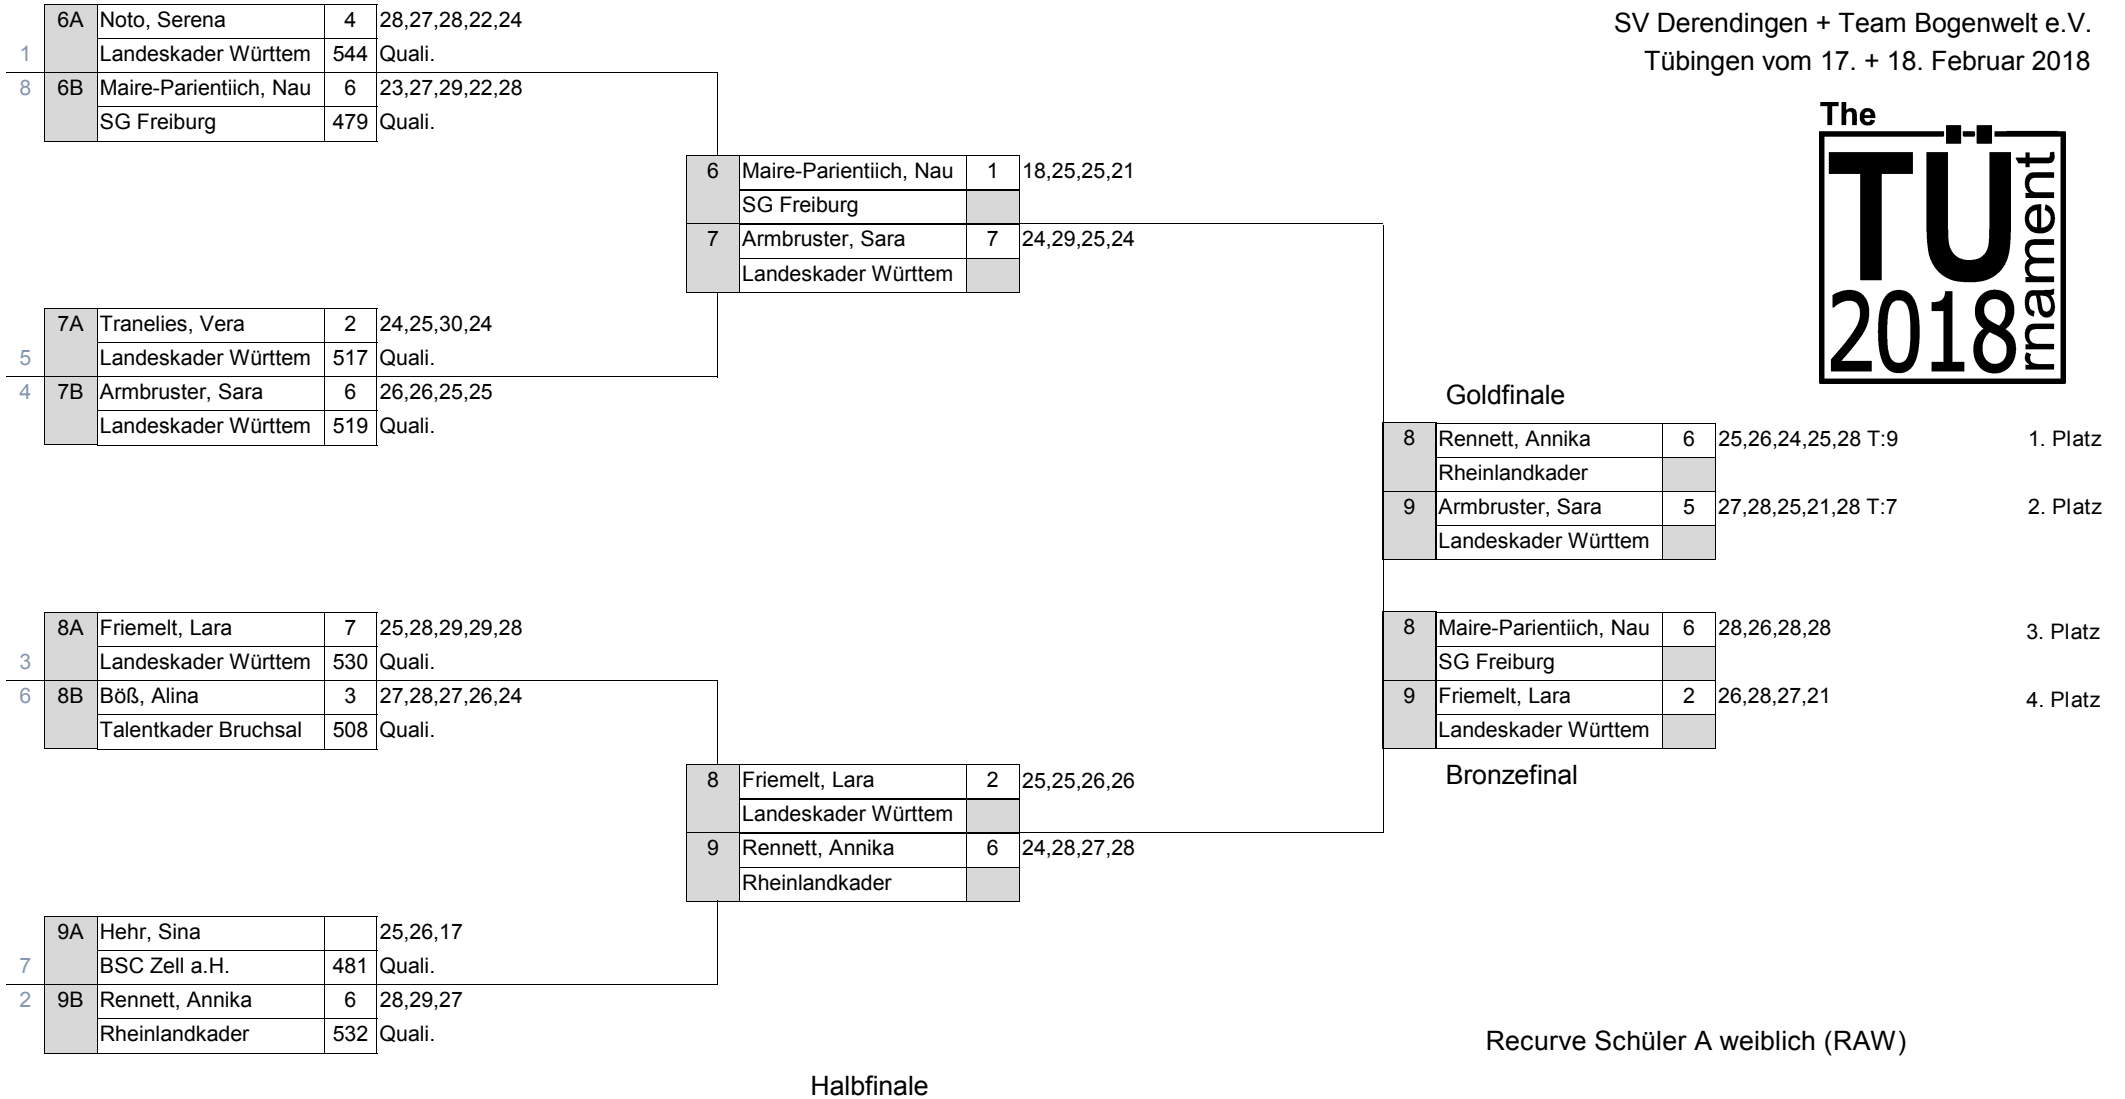 SV Derendingen + Team Bogenwelt e.V.
Tübingen vom 17. + 18. Februar 2018
The
TÜ
rnament
2018
6A Noto, Serena 4 28,27,28,22,24
1 Landeskader Württem 544 Quali.
8 6B Maire-Parientiich, Nau 6 23,27,29,22,28
SG Freiburg 479 Quali.
6 Maire-Parientiich, Nau 1 18,25,25,21
SG Freiburg
7 Armbruster, Sara 7 24,29,25,24
Landeskader Württem
7A Tranelies, Vera 2 24,25,30,24
5 Landeskader Württem 517 Quali.
4 7B Armbruster, Sara 6 26,26,25,25
Landeskader Württem 519 Quali.
Goldfinale
8 Rennett, Annika 6 25,26,24,25,28 T:9 1. Platz
Rheinlandkader
9 Armbruster, Sara 5 27,28,25,21,28 T:7 2. Platz
Landeskader Württem
8A Friemelt, Lara 7 25,28,29,29,28
3 Landeskader Württem 530 Quali.
6 8B Böß, Alina 3 27,28,27,26,24
Talentkader Bruchsal 508 Quali.
8 Maire-Parientiich, Nau 6 28,26,28,28 3. Platz
SG Freiburg
9 Friemelt, Lara 2 26,28,27,21 4. Platz
Landeskader Württem
Bronzefinal
8 Friemelt, Lara 2 25,25,26,26
Landeskader Württem
9 Rennett, Annika 6 24,28,27,28
Rheinlandkader
9A Hehr, Sina 25,26,17
7 BSC Zell a.H. 481 Quali.
2 9B Rennett, Annika 6 28,29,27
Rheinlandkader 532 Quali.
Recurve Schüler A weiblich (RAW)
Halbfinale